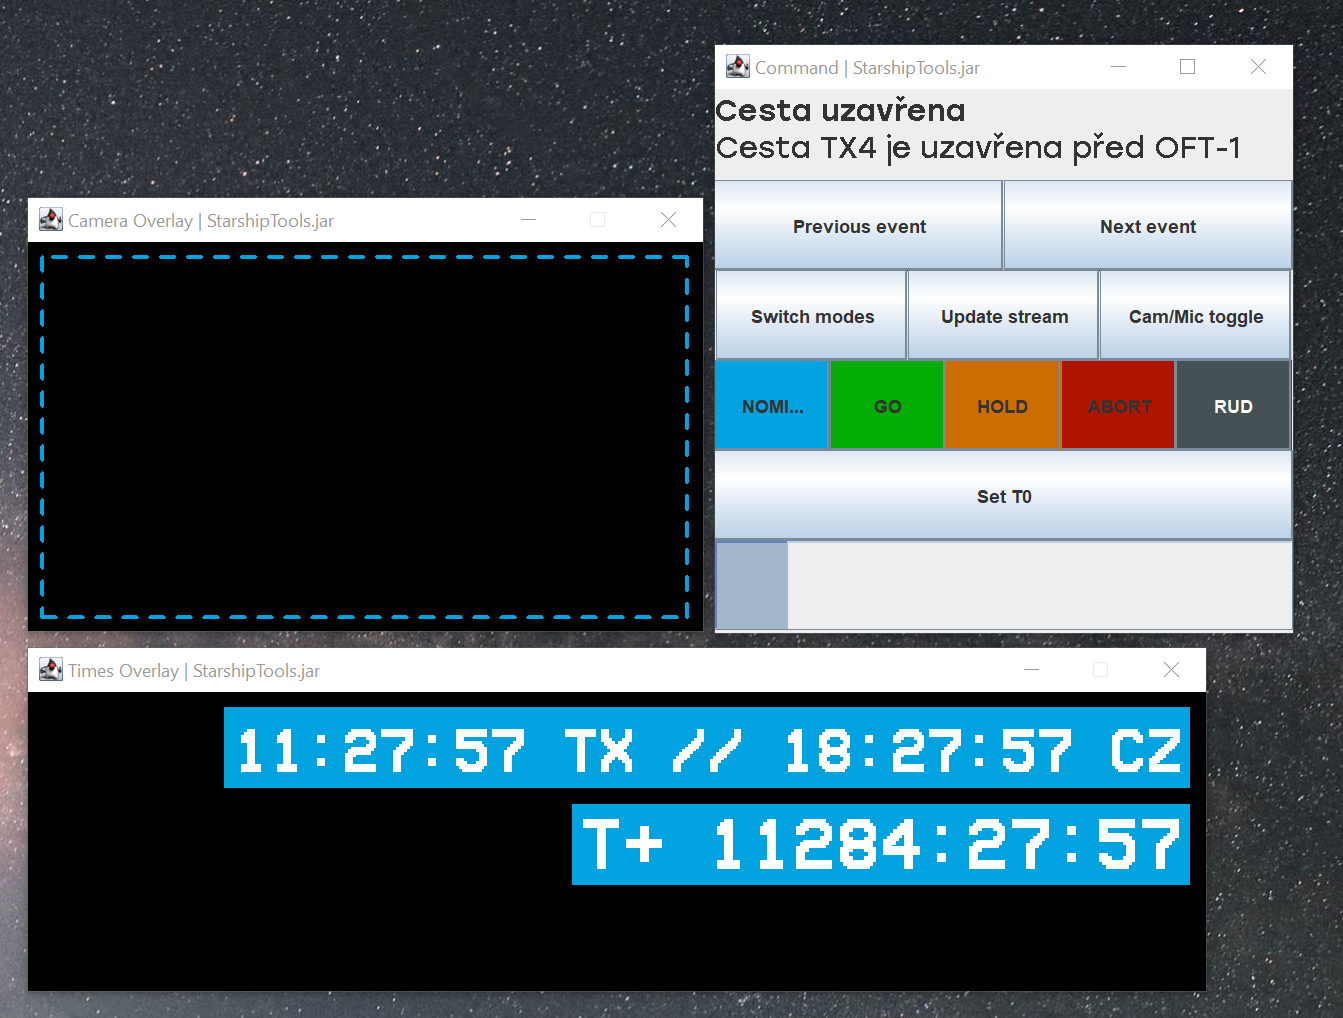 Command | StarshipTools.jar
Cesta uzavřena
Cesta TX4 je uzavřena před OFT-1
Previous event
Next event
Switch modes
Update stream
Cam/Mic toggle
NOMI...
GO
HOLD
ABORT
RUD
Set T0
Camera Overlay | StarshipTools.jar
Times Overlay | StarshipTools.jar
11:27:57 TX // 18:27:57 CZ
T+ 11284:27:57